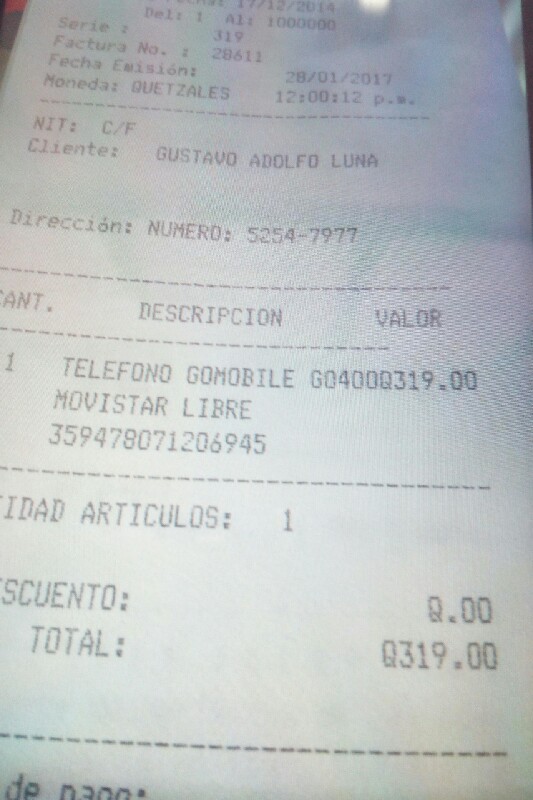 17/12/2014
Del: 1 Al: 1000000
Serie : 319
Factura No. : 28611
Fecha Emisión: 28/01/2017
Moneda: QUETZALES 12:00:12 p.m.
NIT: C/F
Cliente: GUSTAVO ADOLFO LUNA
Dirección: NUMERO: 5254-7977
CANT. DESCRIPCION VALOR
1 TELEFONO GOMOBILE GO400Q319.00
MOVISTAR LIBRE
359478071206945
IDAD ARTICULOS: 1
SCUENTO: Q.00
TOTAL: Q319.00
de pago: